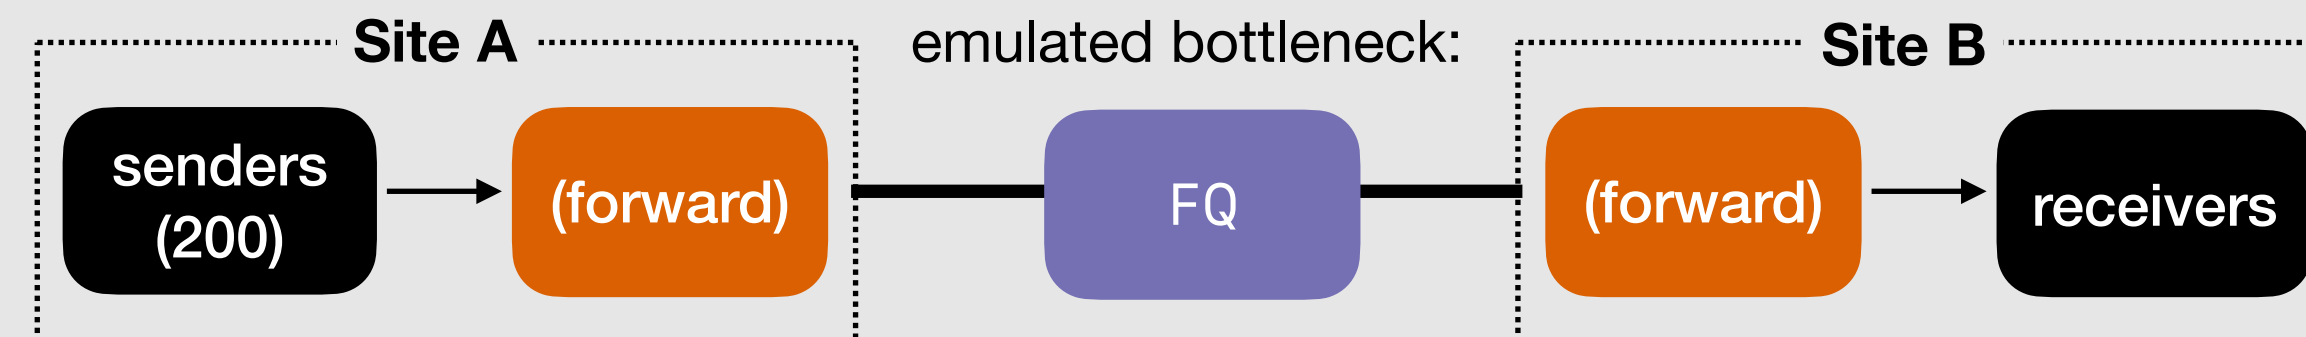 Site A
emulated bottleneck:
Site B
senders
(200)
(forward)
FQ
(forward)
receivers